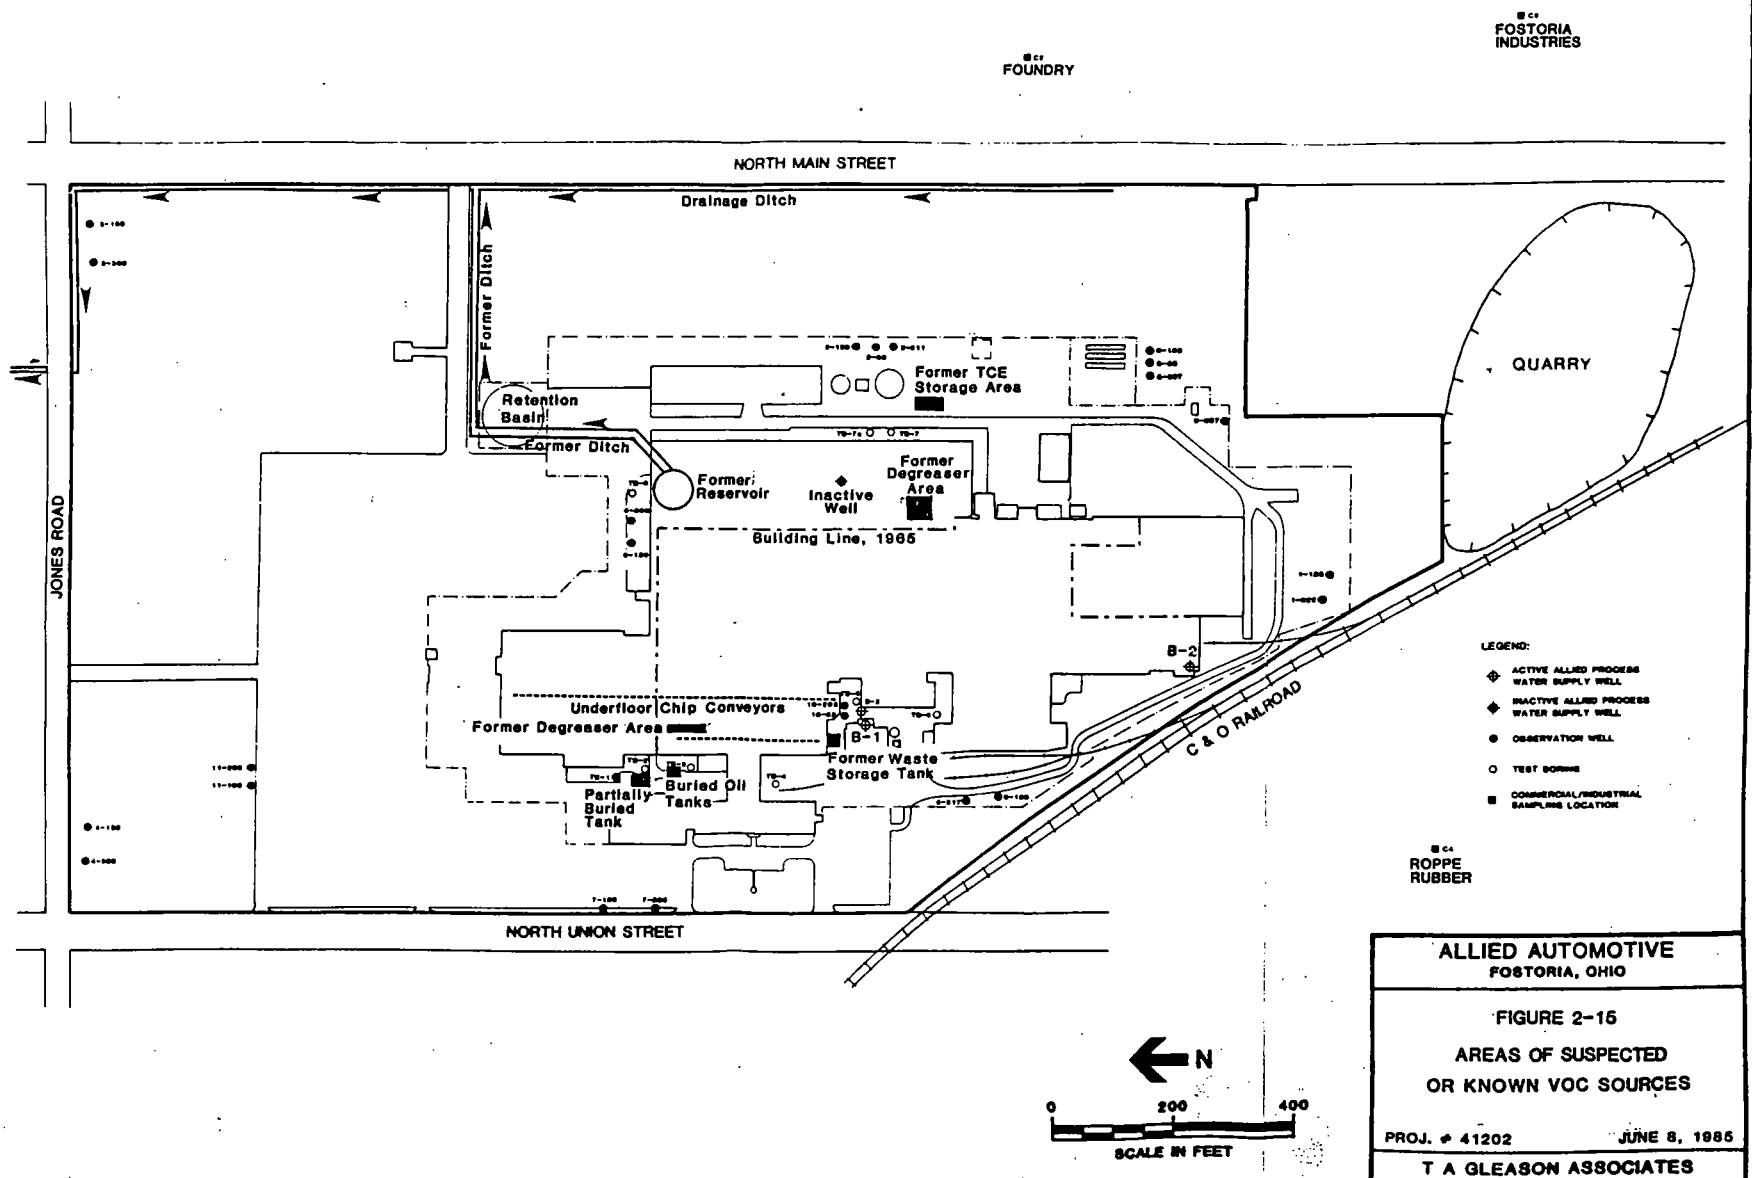 FOSTORIA
INDUSTRIES
FOUNDRY
NORTH MAIN STREET
Drainage Ditch
Former Ditch
QUARRY
Former TCE
Storage Area
Retention
Basin
Former Ditch
Former
Reservoir
Inactive
Well
Former
Degreaser
Area
Building Line, 1965
JONES ROAD
B-2
Underfloor Chip Conveyors
Former Degreaser Area
B-1
Former Waste
Storage Tank
Buried Oil
Tanks
Partially
Buried
Tank
C & O RAILROAD
NORTH UNION STREET
LEGEND:
ACTIVE ALLIED PROCESS
WATER SUPPLY WELL
INACTIVE ALLIED PROCESS
WATER SUPPLY WELL
OBSERVATION WELL
TEST BORING
COMMERCIAL/INDUSTRIAL
SAMPLING LOCATION
ROPPE
RUBBER
N
0 200 400
SCALE IN FEET
ALLIED AUTOMOTIVE
FOSTORIA, OHIO
FIGURE 2-15
AREAS OF SUSPECTED
OR KNOWN VOC SOURCES
PROJ. # 41202 JUNE 8, 1985
T A GLEASON ASSOCIATES